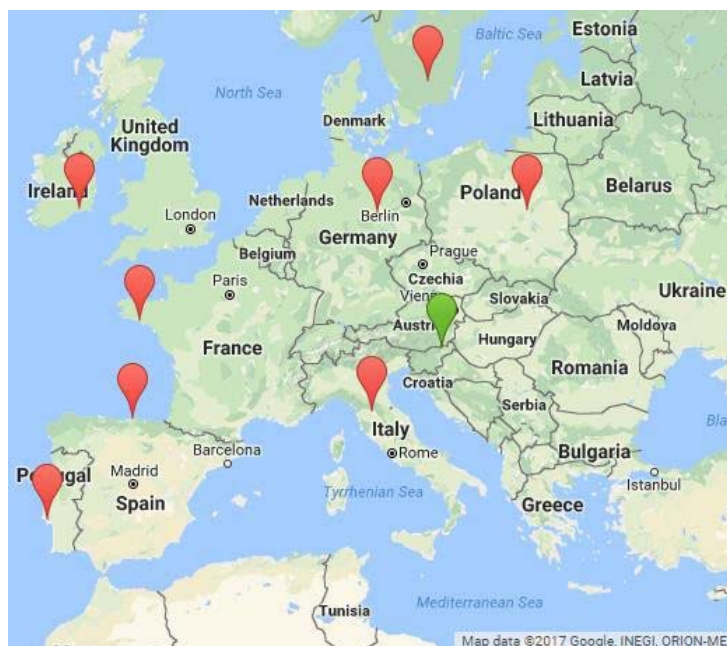 Estonia
Baltic Sea
Latvia
North Sea
Denmark
Lithuania
United
Kingdom
Ireland
Poland
Belarus
Netherlands
Berlin
London
Germany
Belgium
Prague
Czechia
Paris
Ukraine
Slovakia
France
Hungary
Moldova
Croatia
Romania
Serbia
Italy
Bulgaria
Barcelona
Rome
Madrid
Istanbul
Spain
Tyrrhenian Sea
Greece
Tunisia
Mediterranean Sea
Map data ©2017 Google, INEGI, ORION-ME